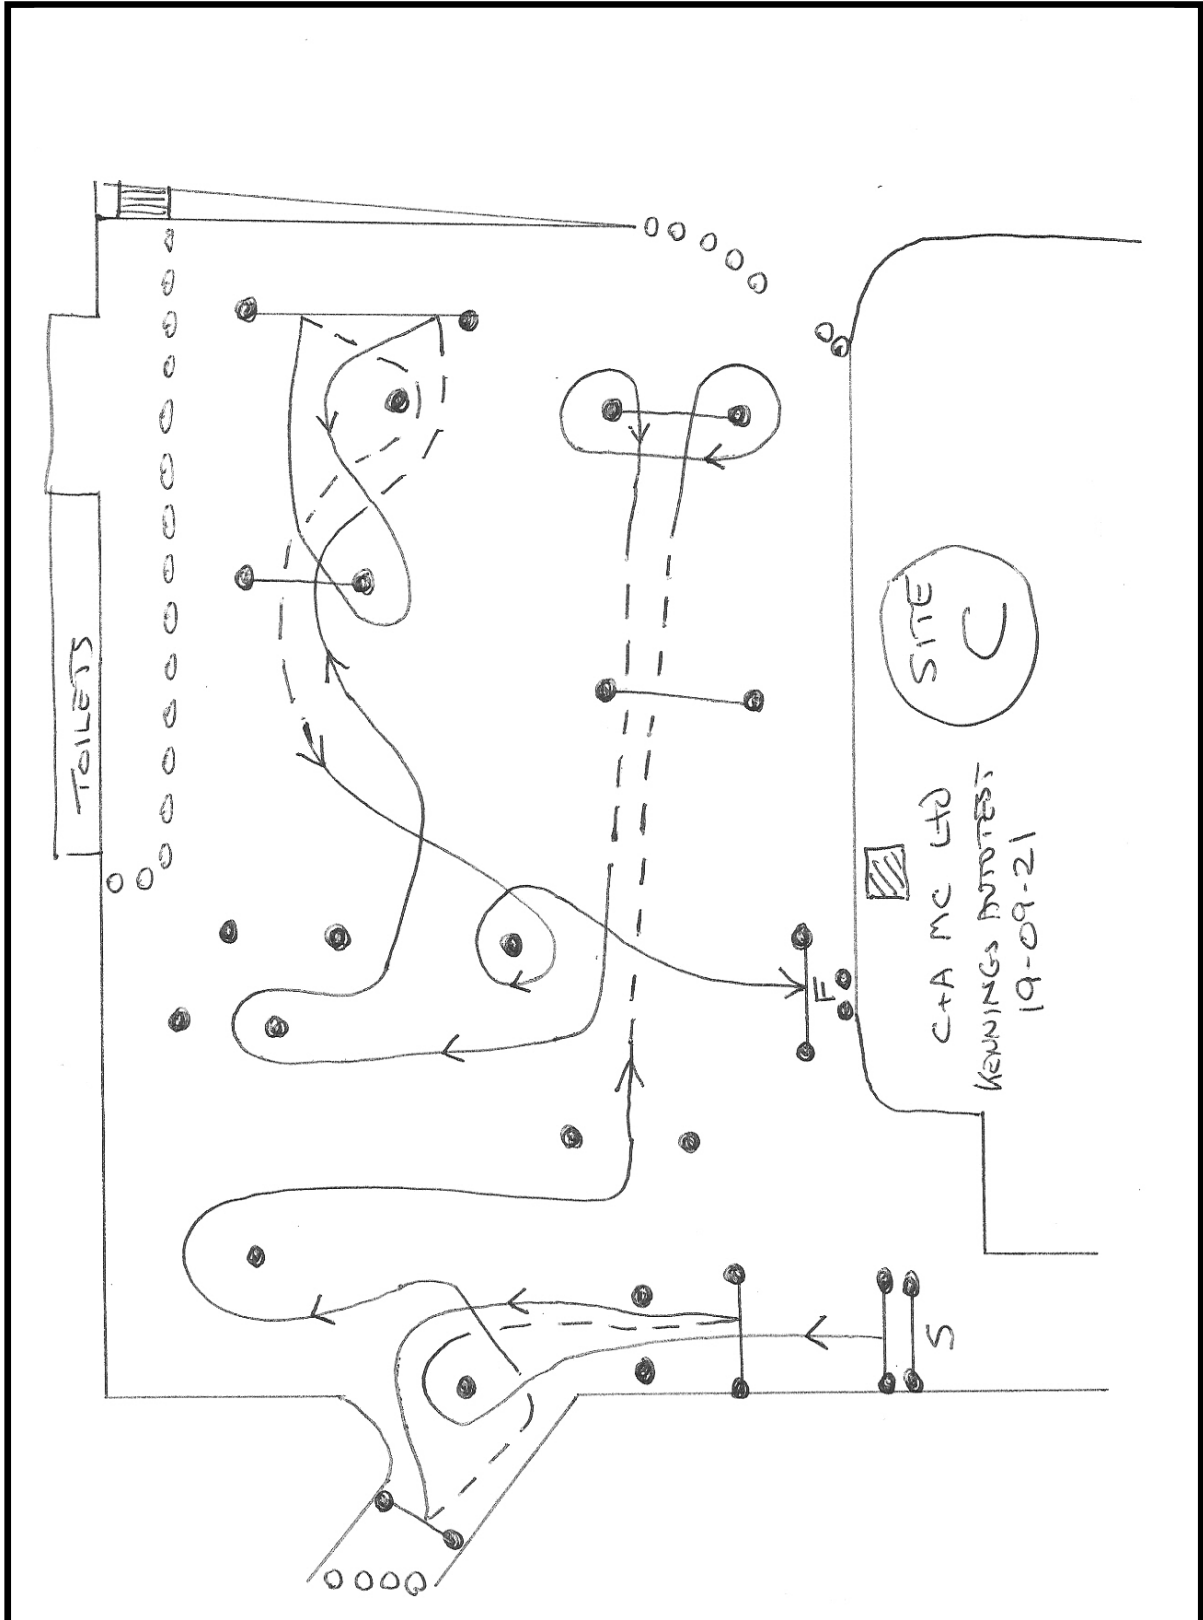 TOILETS
SITE
C
C+A MC Ltd
KENNINGS AUTOTEST
19-09-21
F
S